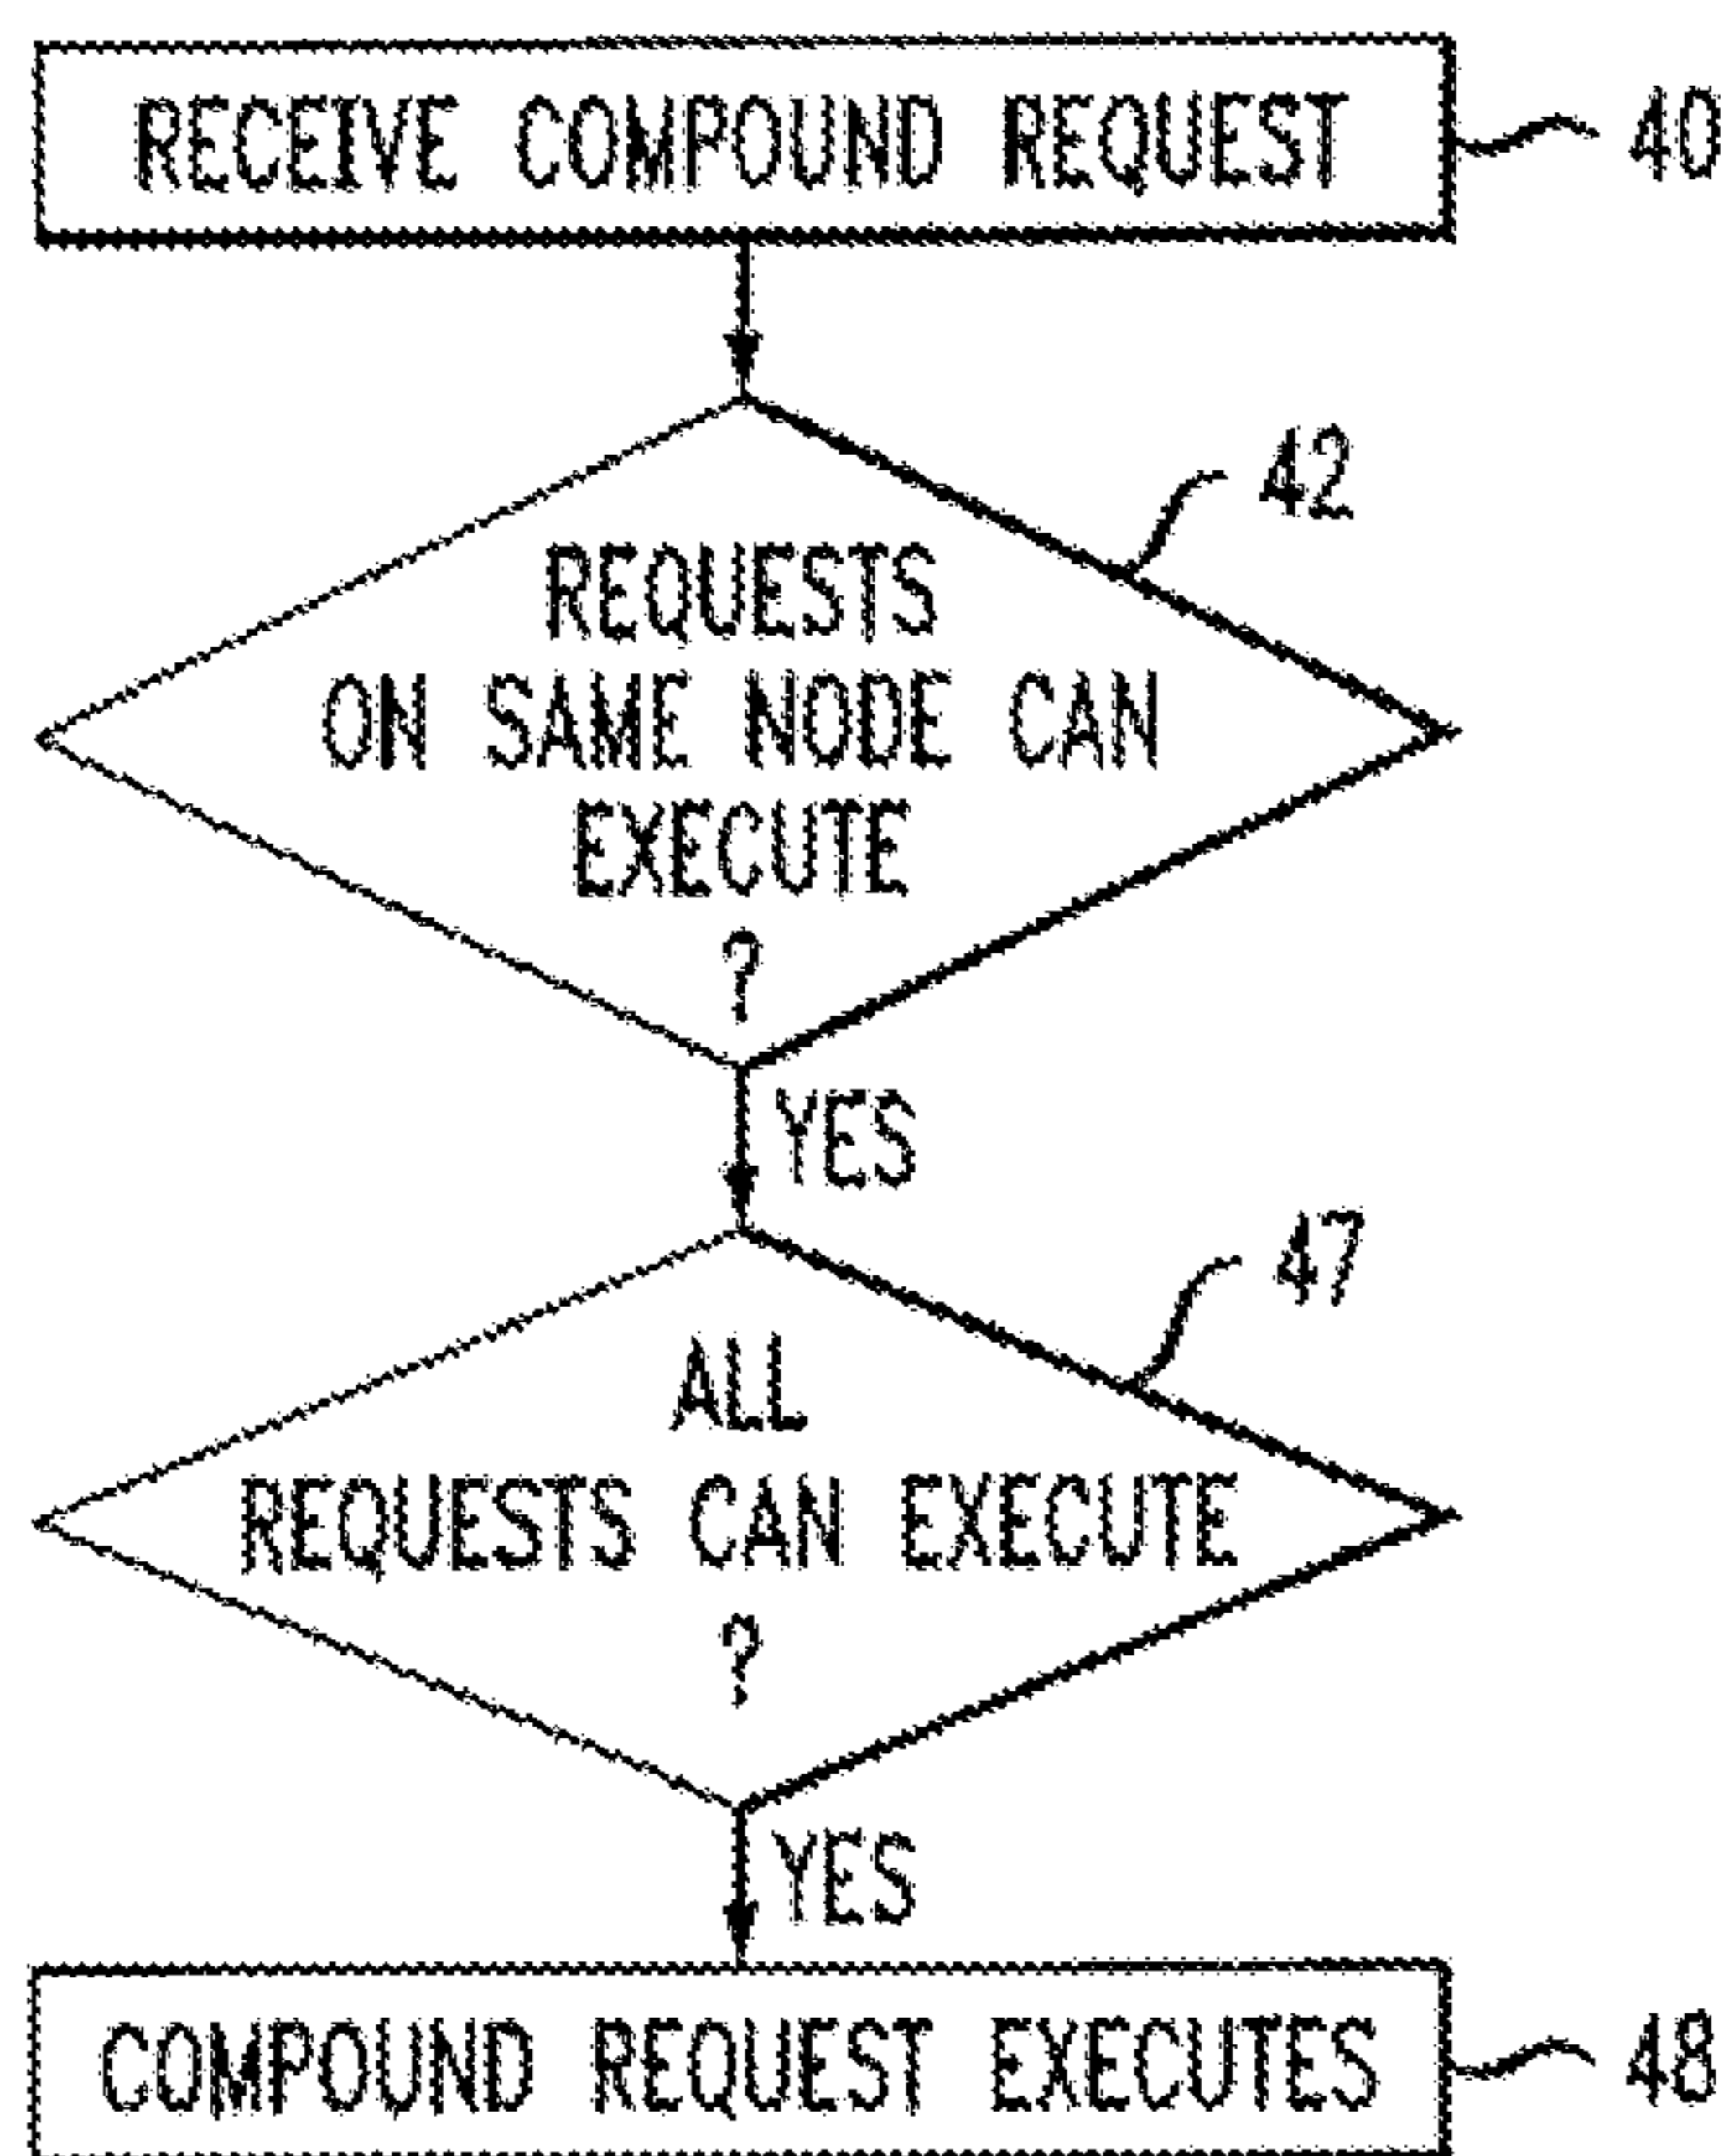 RECEIVE COMPOUND REQUEST 40
42
REQUESTS
ON SAME NODE CAN
EXECUTE
?
YES
47
ALL
REQUESTS CAN EXECUTE
?
YES
COMPOUND REQUEST EXECUTES 48